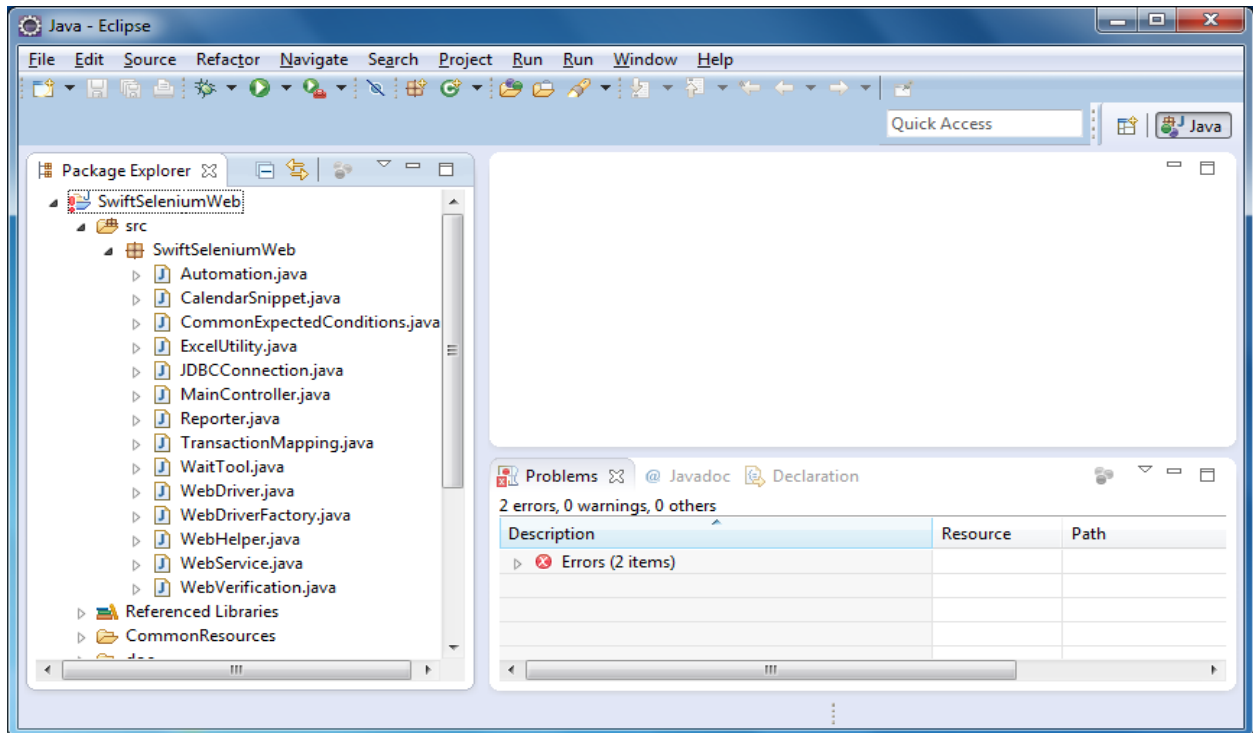 Java - Eclipse
File Edit Source Refactor Navigate Search Project Run Run Window Help
Quick Access
Java
Package Explorer
SwiftSeleniumWeb
src
SwiftSeleniumWeb
Automation.java
CalendarSnippet.java
CommonExpectedConditions.java
ExcelUtility.java
JDBCConnection.java
MainController.java
Reporter.java
TransactionMapping.java
WaitTool.java
WebDriver.java
WebDriverFactory.java
WebHelper.java
WebService.java
WebVerification.java
Referenced Libraries
CommonResources
Problems @ Javadoc Declaration
2 errors, 0 warnings, 0 others
Description Resource Path
Errors (2 items)